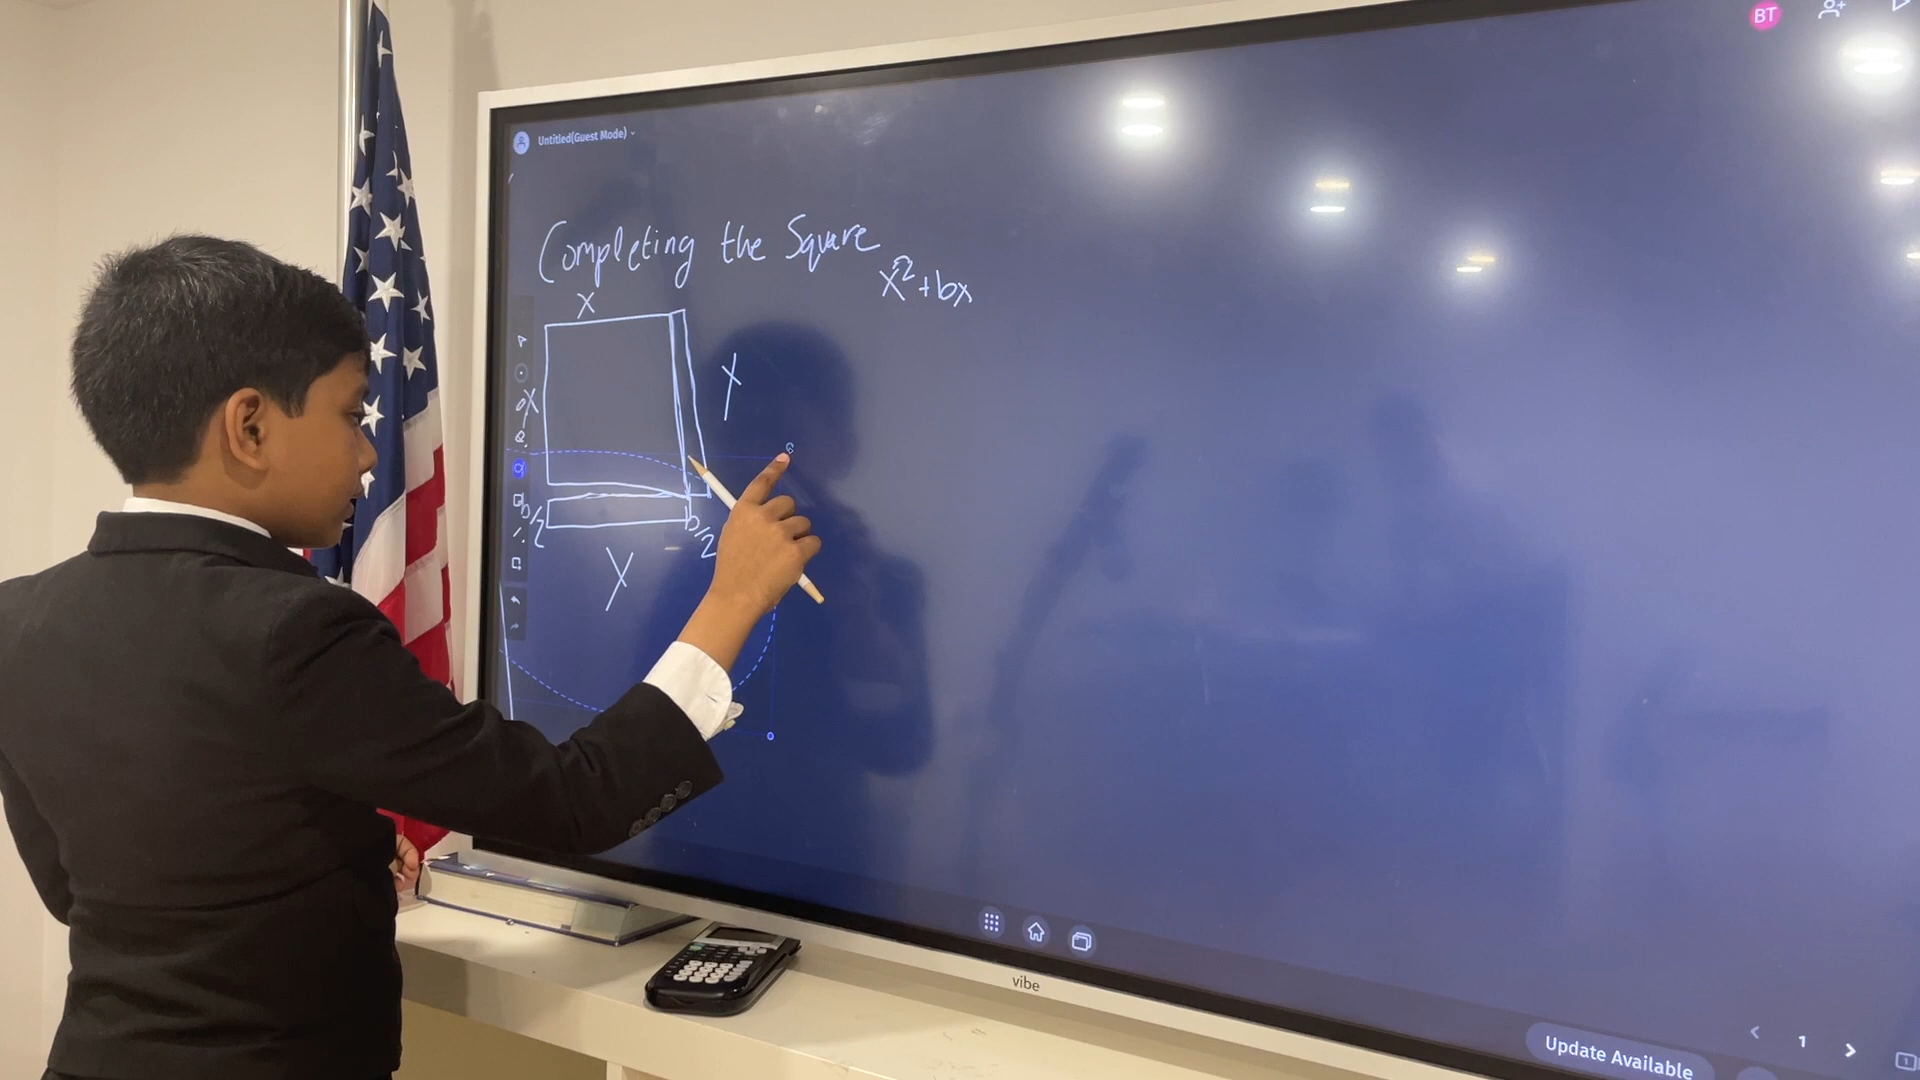 BT
Untitled(Guest Mode)
Completing the Square
x²+bx
X
X
X
b/2
b/2
X
vibe
1
Update Available